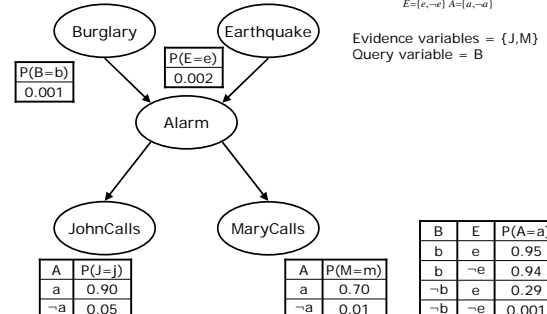 E={e,¬e} A={a,¬a}
Burglary
Earthquake
Evidence variables = {J,M}
Query variable = B
P(B=b)
0.001
P(E=e)
0.002
Alarm
JohnCalls
MaryCalls
A P(J=j)
a 0.90
¬a 0.05
A P(M=m)
a 0.70
¬a 0.01
B E P(A=a)
b e 0.95
b ¬e 0.94
¬b e 0.29
¬b ¬e 0.001